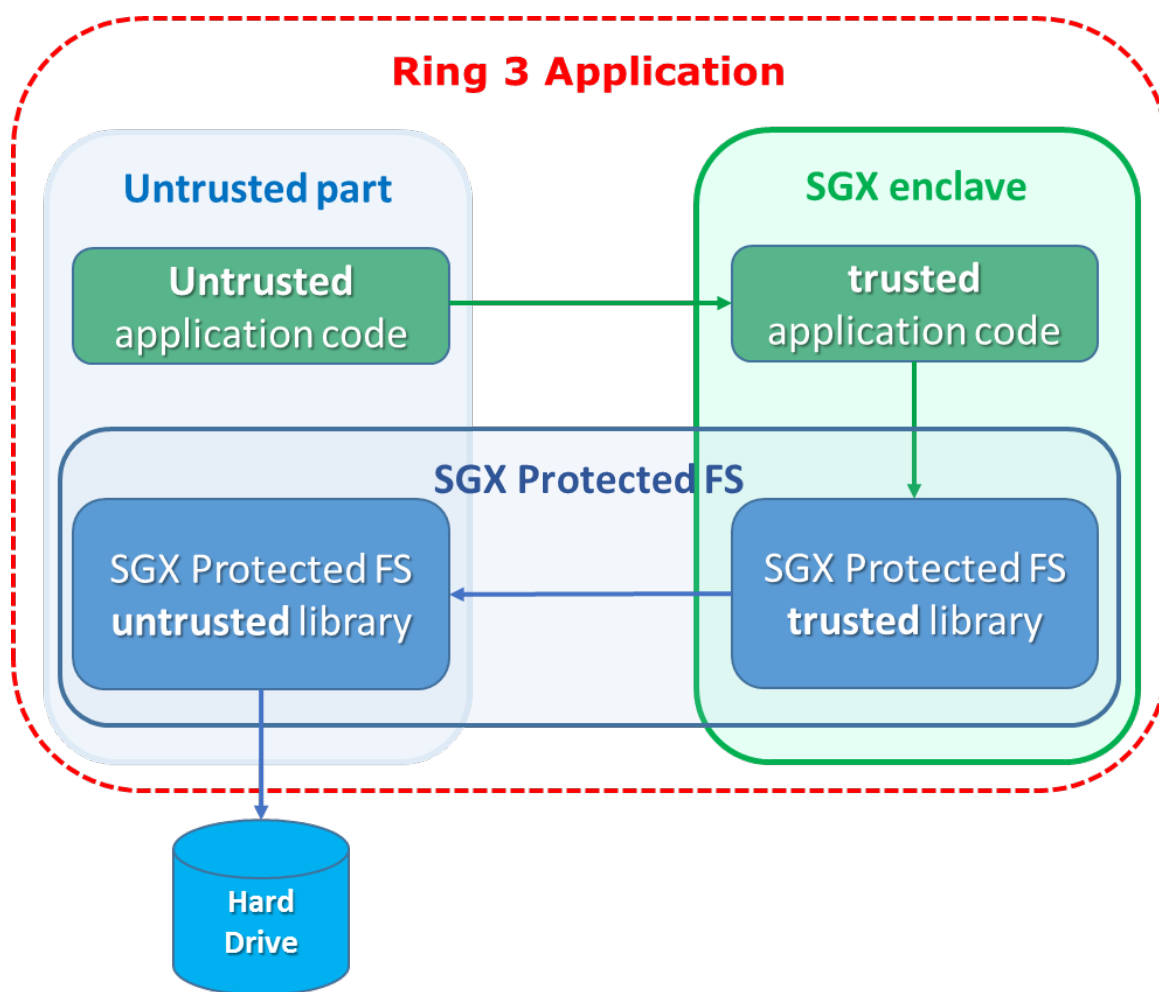 Ring 3 Application
Untrusted part
SGX enclave
Untrusted
application code
trusted
application code
SGX Protected FS
SGX Protected FS
untrusted library
SGX Protected FS
trusted library
Hard
Drive